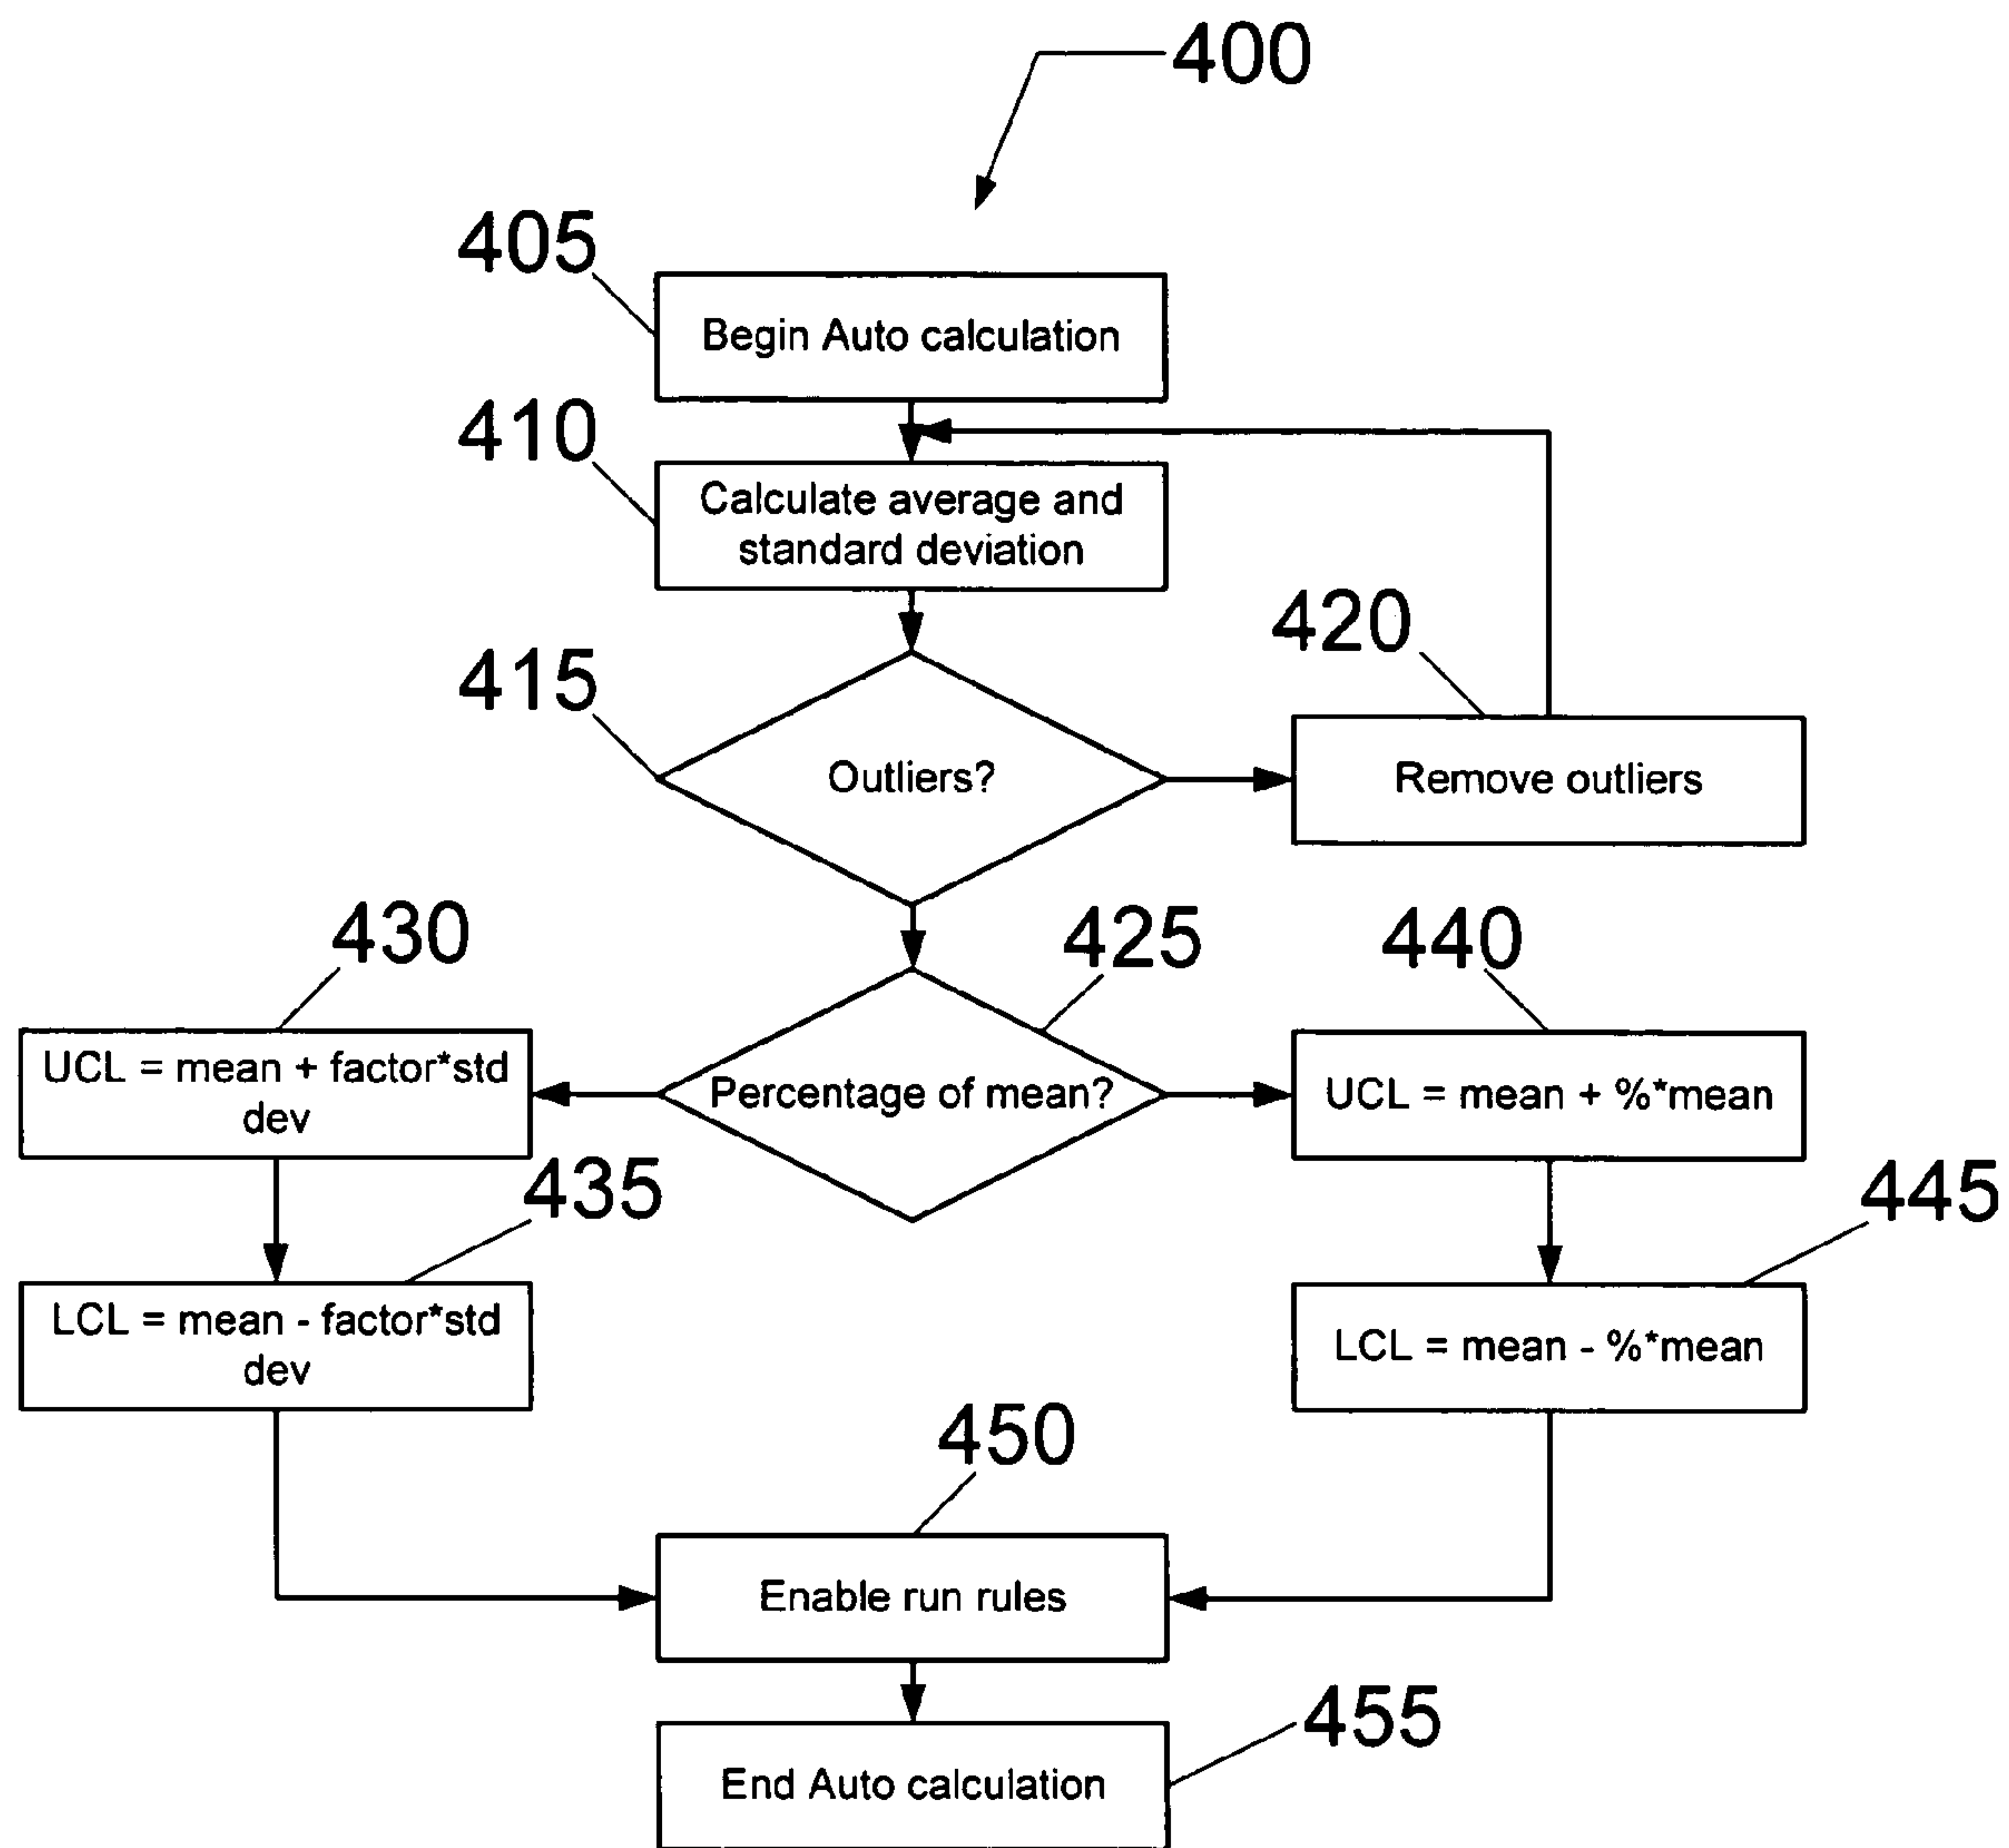 400
405
Begin Auto calculation
410
Calculate average and
standard deviation
415
Outliers?
420
Remove outliers
430
425
440
UCL = mean + factor*std
dev
Percentage of mean?
UCL = mean + %*mean
435
445
LCL = mean - factor*std
dev
LCL = mean - %*mean
450
Enable run rules
455
End Auto calculation